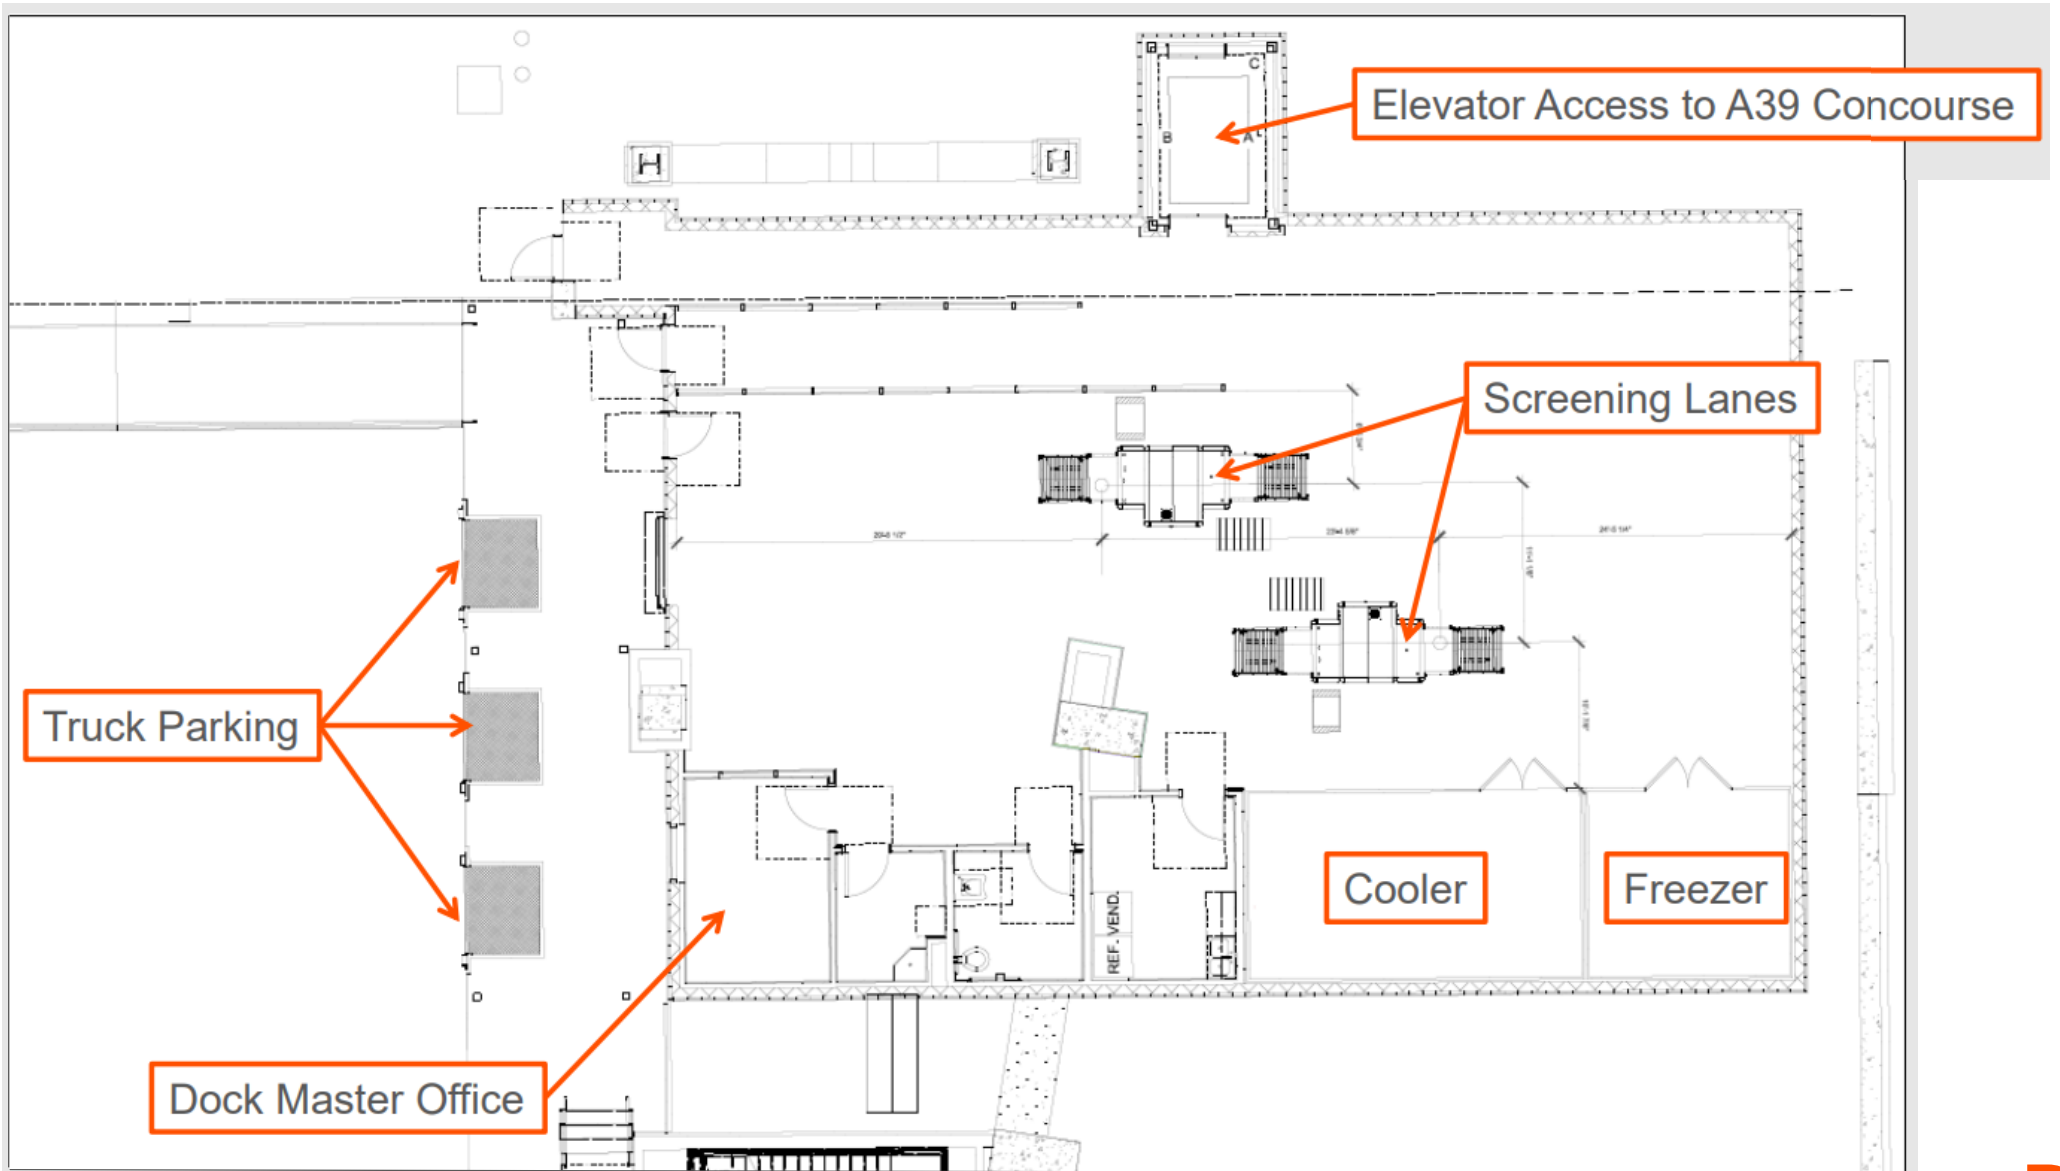 Elevator Access to A39 Concourse
C
B
A
Screening Lanes
Truck Parking
Cooler
Freezer
REF.
VEND.
Dock Master Office